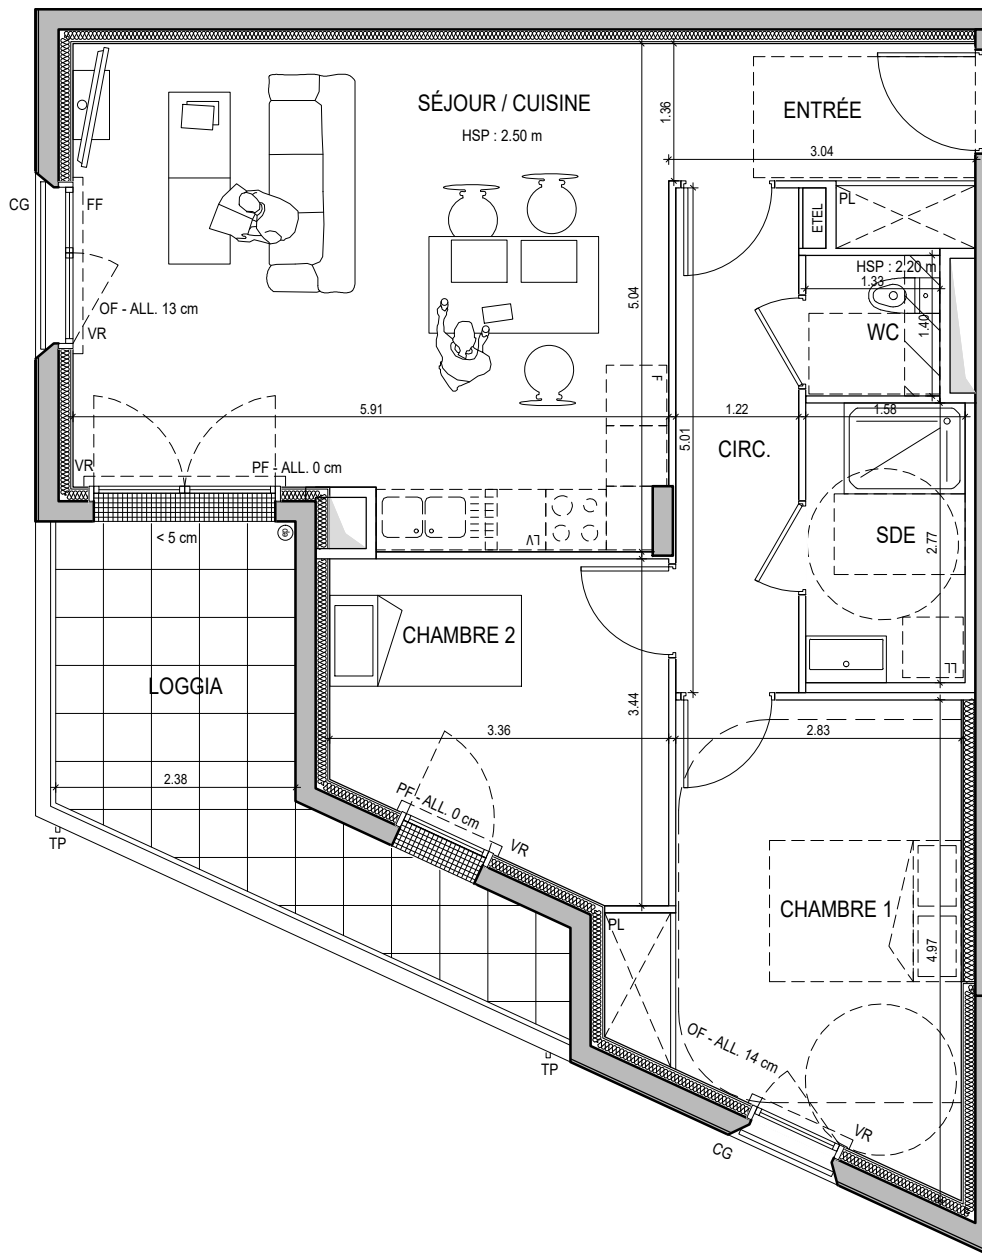 SÉJOUR / CUISINE
HSP : 2.50 m
1.36
ENTRÉE
3.04
CG
FF
PL
ETEL
HSP : 2.20 m
1.33
OF - ALL. 13 cm
VR
5.04
WC
1.40
F
5.91
1.22
1.58
5.01
CIRC.
VR
PF - ALL. 0 cm
< 5 cm
LV
SDE
2.77
CHAMBRE 2
LL
LOGGIA
3.44
3.36
2.83
2.38
PF - ALL. 0 cm
VR
TP
CHAMBRE 1
PL
4.97
OF - ALL. 14 cm
TP
VR
CG